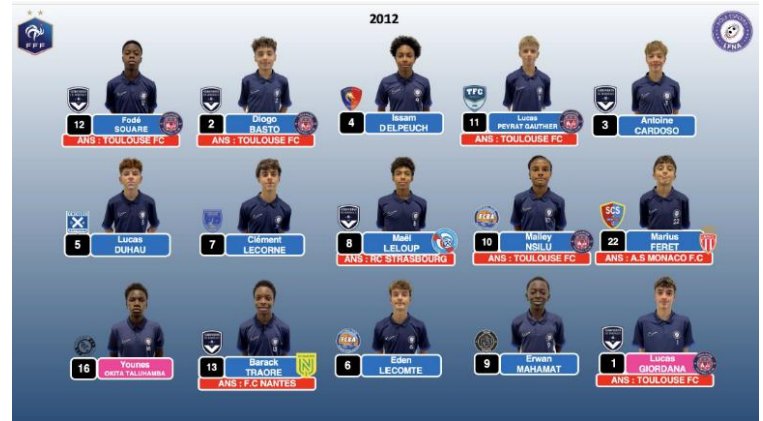 2012
FFF
LFNA
12
Fodé
SOUARE
ANS : TOULOUSE FC
2
Diogo
BASTO
ANS : TOULOUSE FC
4
Issam
DELPEUCH
TFC
11
Lucas
PEYRAT GAUTHIER
ANS : TOULOUSE FC
3
Antoine
CARDOSO
5
Lucas
DUHAU
7
Clément
LECORNE
8
Maël
LELOUP
ANS : RC STRASBOURG
10
Mailey
NSILU
ANS : TOULOUSE FC
SCS
22
Marius
FERET
ANS : A.S MONACO F.C
16
Younes
OKITA TALUHAMBA
13
Barack
TRAORE
ANS : F.C NANTES
6
Eden
LECOMTE
9
Erwan
MAHAMAT
1
Lucas
GIORDANA
ANS : TOULOUSE FC